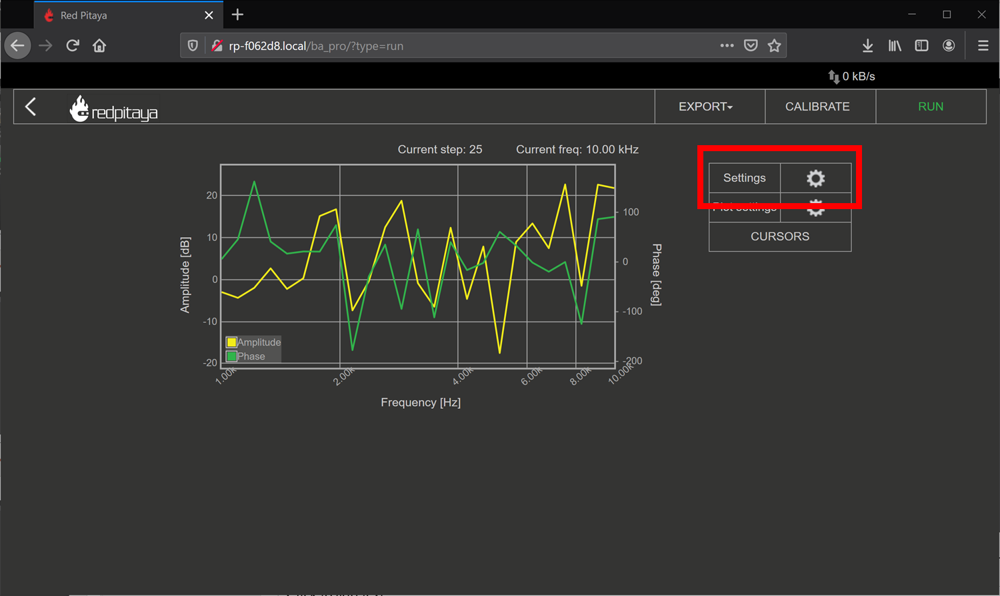 Red Pitaya
rp-f062d8.local/ba_pro/?type=run
0 kB/s
redpitaya
EXPORT
CALIBRATE
RUN
Current step: 25
Current freq: 10.00 kHz
Settings
Plot settings
CURSORS
Amplitude [dB]
20
10
0
-10
-20
Amplitude
Phase
100
0
-100
-200
Phase [deg]
1.00K
2.00K
4.00K
6.00K
8.00K
10.00K
Frequency [Hz]